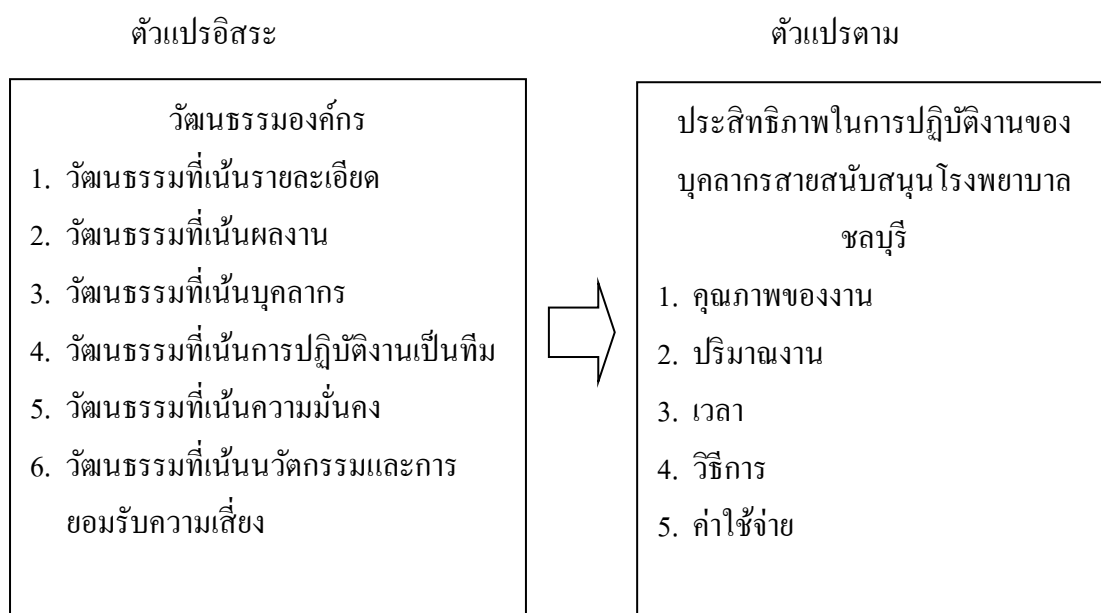 ตัวแปรอิสระ
ตัวแปรตาม
วัฒนธรรมองค์กร
1. วัฒนธรรมที่เน้นรายละเอียด
2. วัฒนธรรมที่เน้นผลงาน
3. วัฒนธรรมที่เน้นบุคลากร
4. วัฒนธรรมที่เน้นการปฏิบัติงานเป็นทีม
5. วัฒนธรรมที่เน้นความมั่นคง
6. วัฒนธรรมที่เน้นนวัตกรรมและการ
ยอมรับความเสี่ยง
ประสิทธิภาพในการปฏิบัติงานของ
บุคลากรสายสนับสนุนโรงพยาบาล
ชลบุรี
1. คุณภาพของงาน
2. ปริมาณงาน
3. เวลา
4. วิธีการ
5. ค่าใช้จ่าย